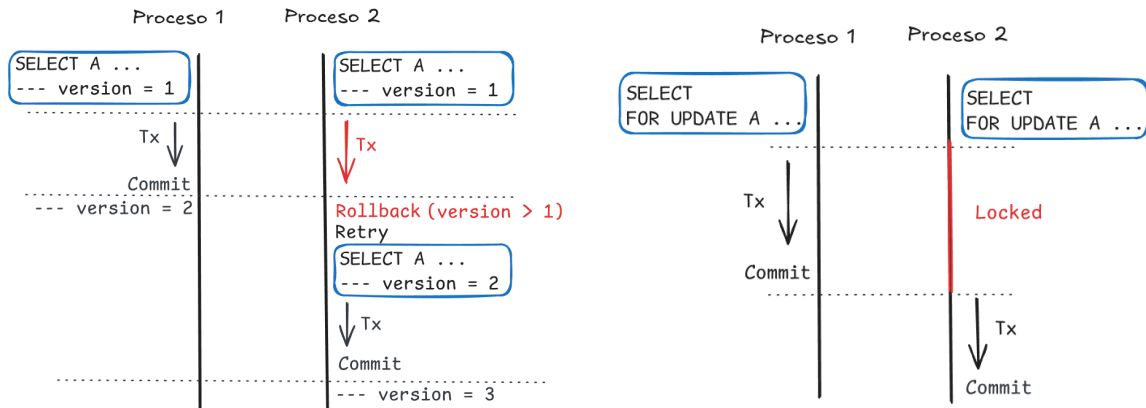 Proceso 1
Proceso 2
SELECT A ...
--- version = 1
SELECT A ...
--- version = 1
Tx
Tx
Commit
--- version = 2
Rollback (version > 1)
Retry
SELECT A ...
--- version = 2
Tx
Commit
--- version = 3
Proceso 1
Proceso 2
SELECT
FOR UPDATE A ...
SELECT
FOR UPDATE A ...
Tx
Locked
Commit
Tx
Commit